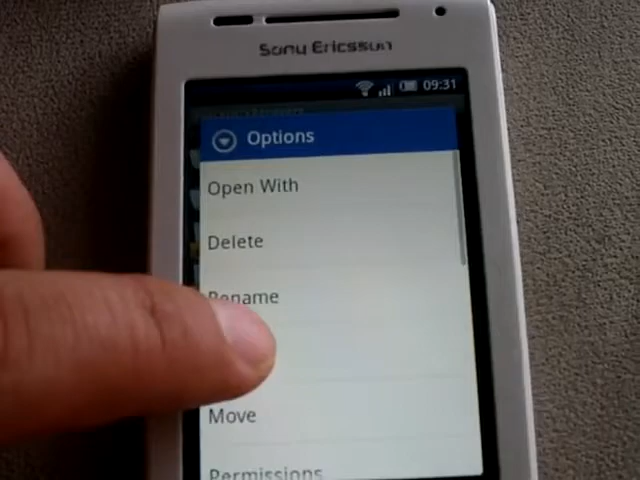 Sony Ericsson
09:31
Options
Open With
Delete
Rename
Move
Permissions